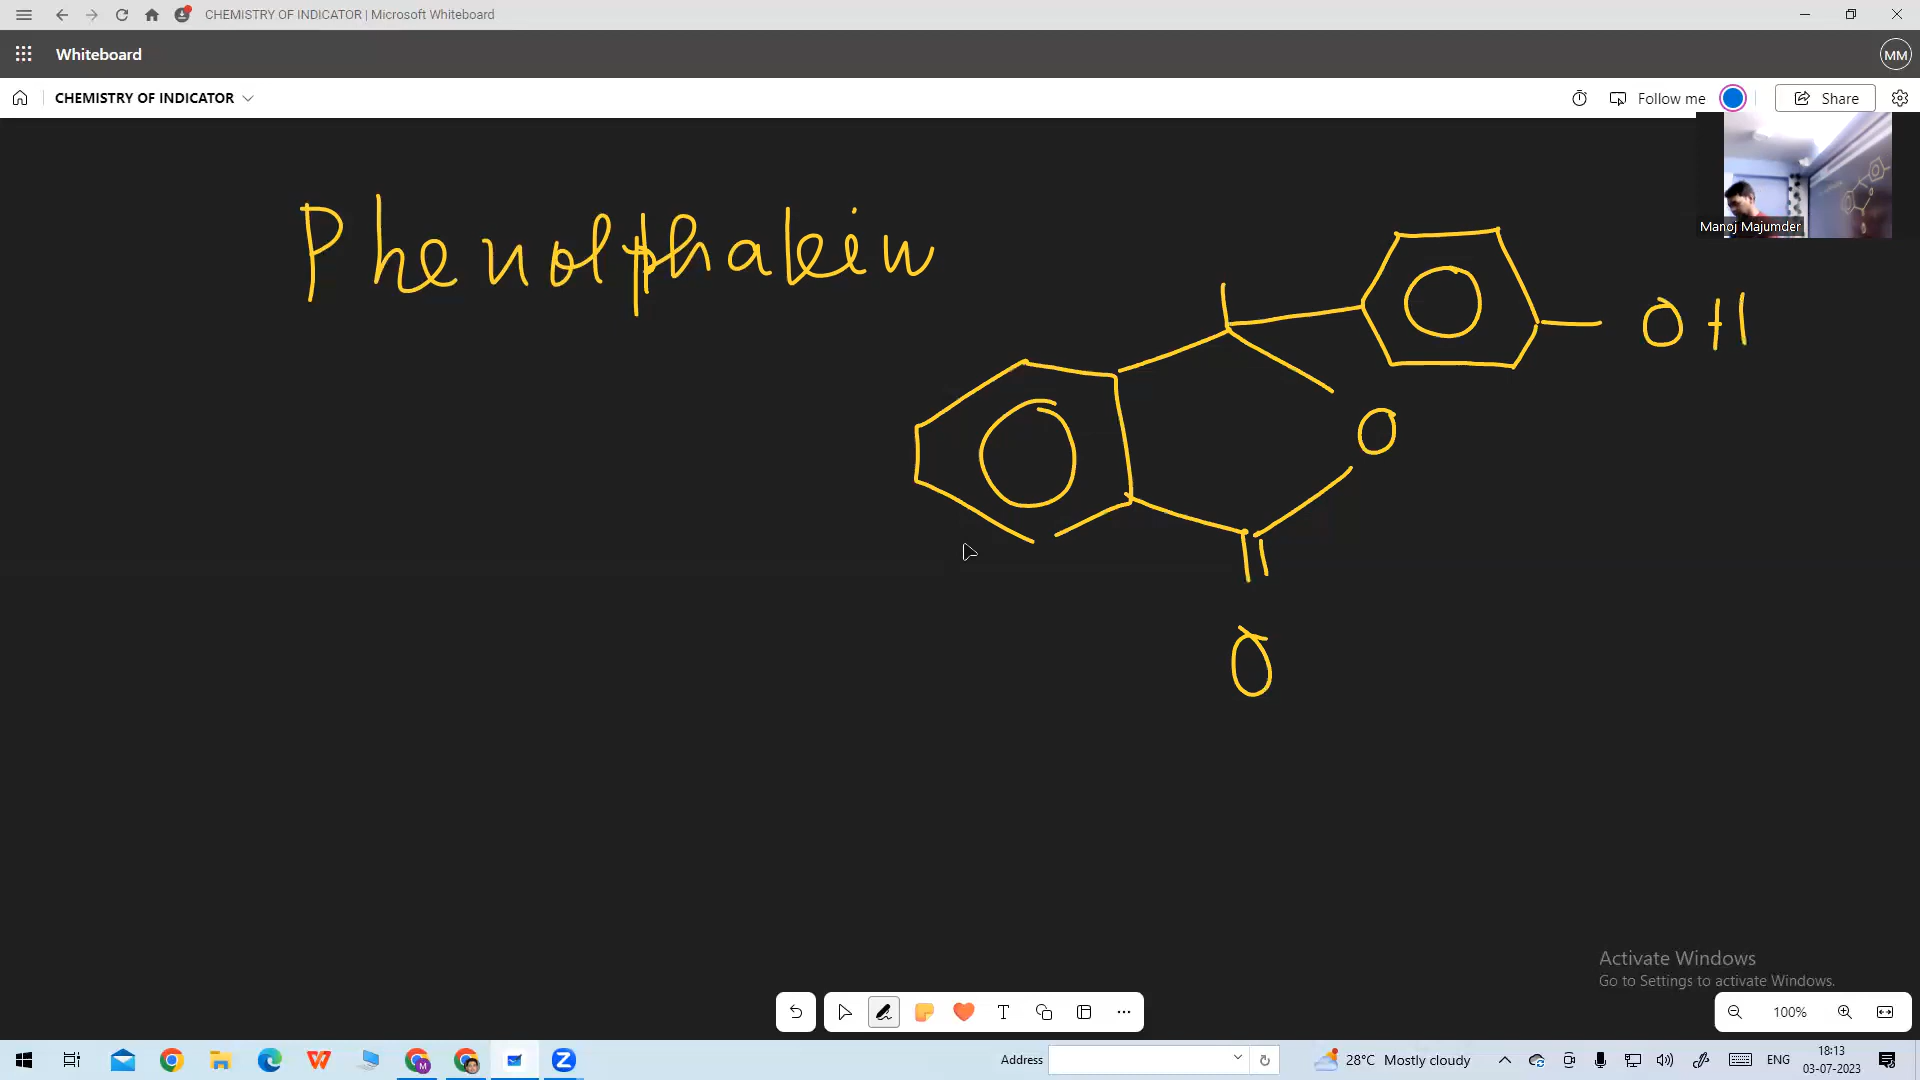 CHEMISTRY OF INDICATOR | Microsoft Whiteboard
Whiteboard
MM
CHEMISTRY OF INDICATOR
Follow me
Share
Manoj Majumder
Phenolphalein
OH
O
O
Activate Windows
Go to Settings to activate Windows.
T
100%
Address
28°C Mostly cloudy
ENG
18:13
03-07-2023